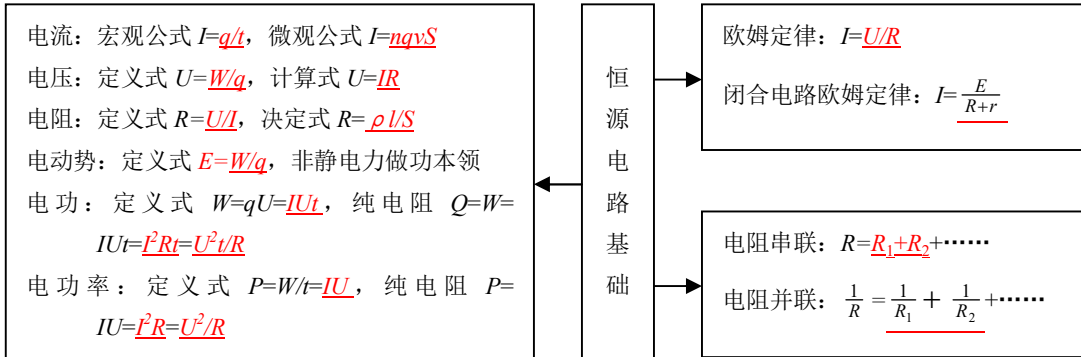 电流：宏观公式 I=q/t，微观公式 I=nqvS
电压：定义式 U=W/q，计算式 U=IR
电阻：定义式 R=U/I，决定式 R=ρl/S
电动势：定义式 E=W/q，非静电力做功本领
电功：定义式 W=qU=IUt，纯电阻 Q=W=
IUt=I²Rt=U²t/R
电功率：定义式 P=W/t=IU，纯电阻 P=
IU=I²R=U²/R
恒
源
电
路
基
础
欧姆定律：I=U/R
闭合电路欧姆定律：I=E/(R+r)
电阻串联：R=R₁+R₂+……
电阻并联：1/R=1/R₁+1/R₂+……